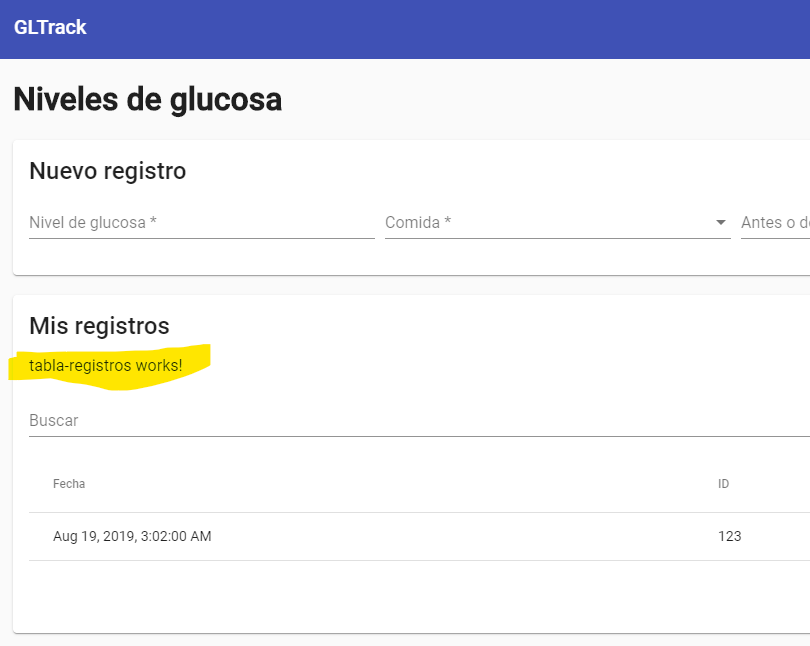 GLTrack
Niveles de glucosa
Nuevo registro
Nivel de glucosa * Comida * Antes o d
Mis registros
tabla-registros works!
Buscar
Fecha ID
Aug 19, 2019, 3:02:00 AM 123